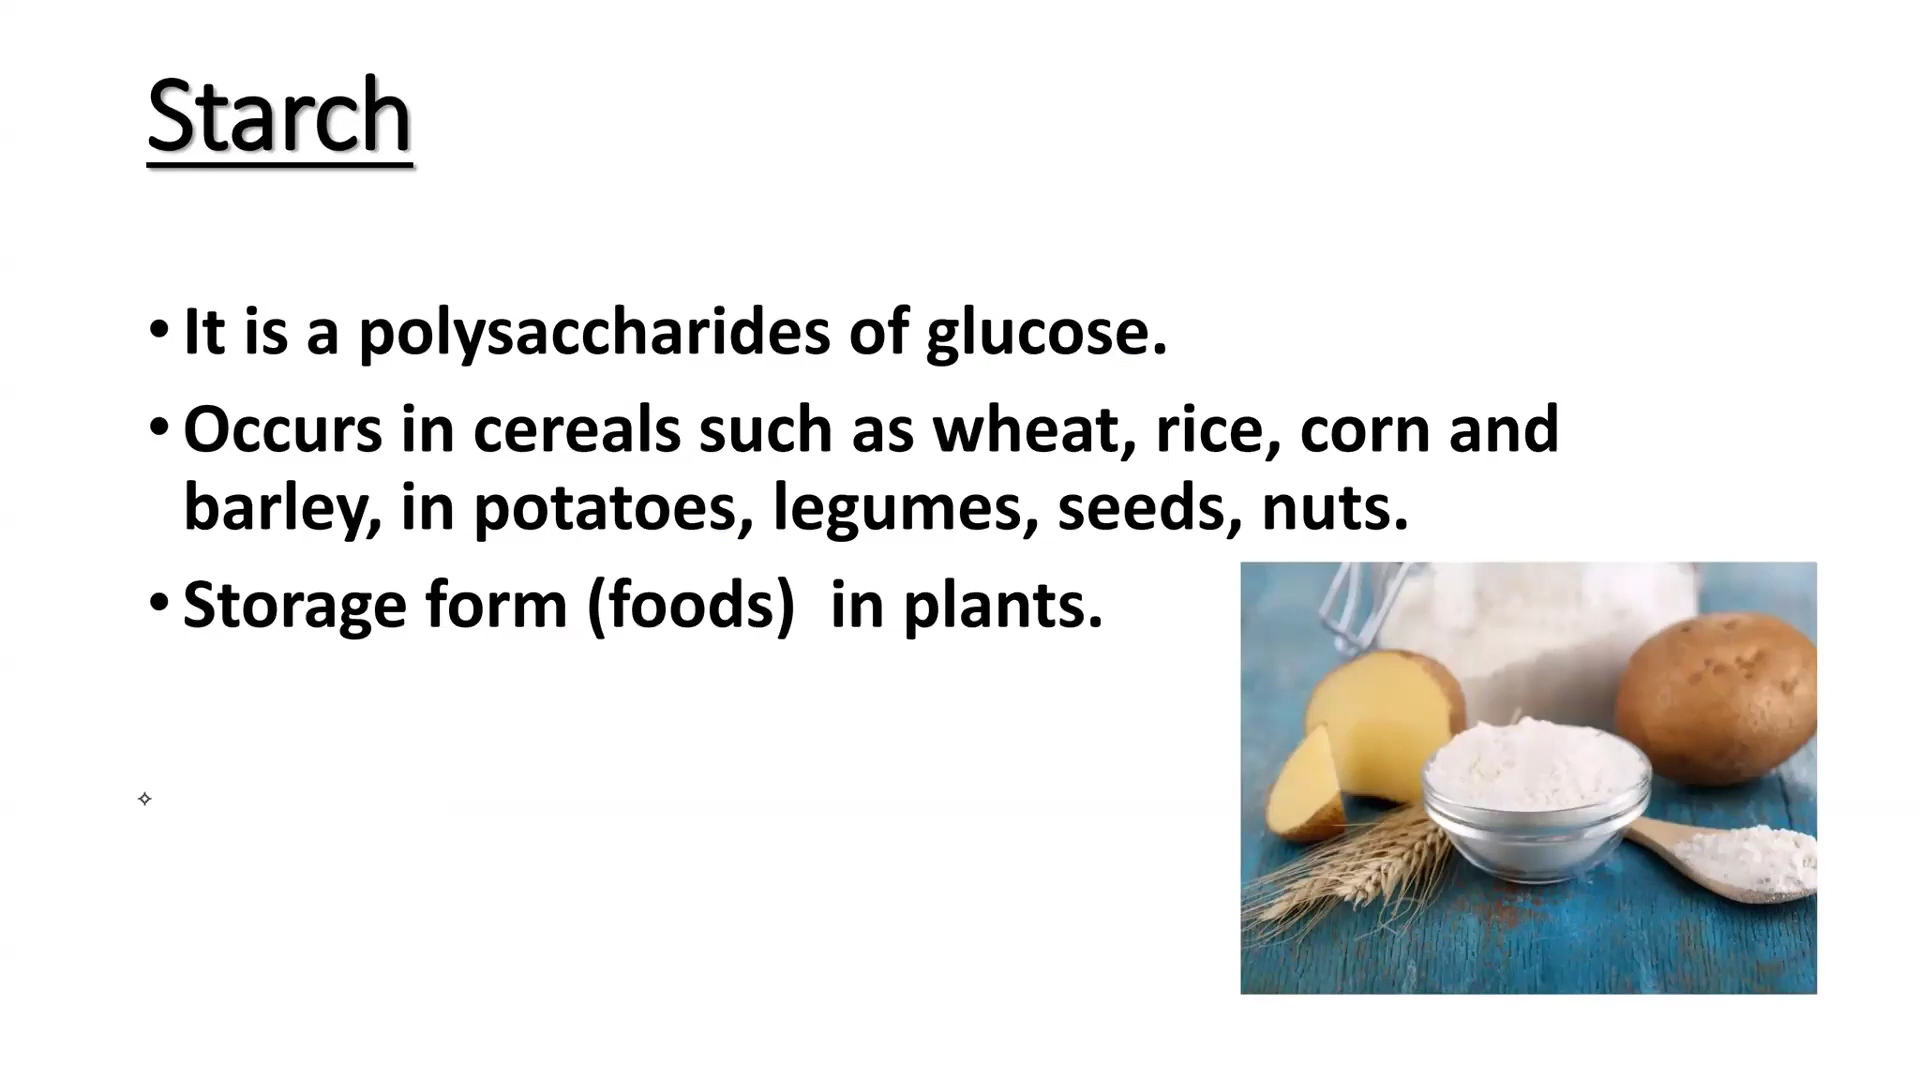 Starch
• It is a polysaccharides of glucose.
• Occurs in cereals such as wheat, rice, corn and
barley, in potatoes, legumes, seeds, nuts.
• Storage form (foods)  in plants.